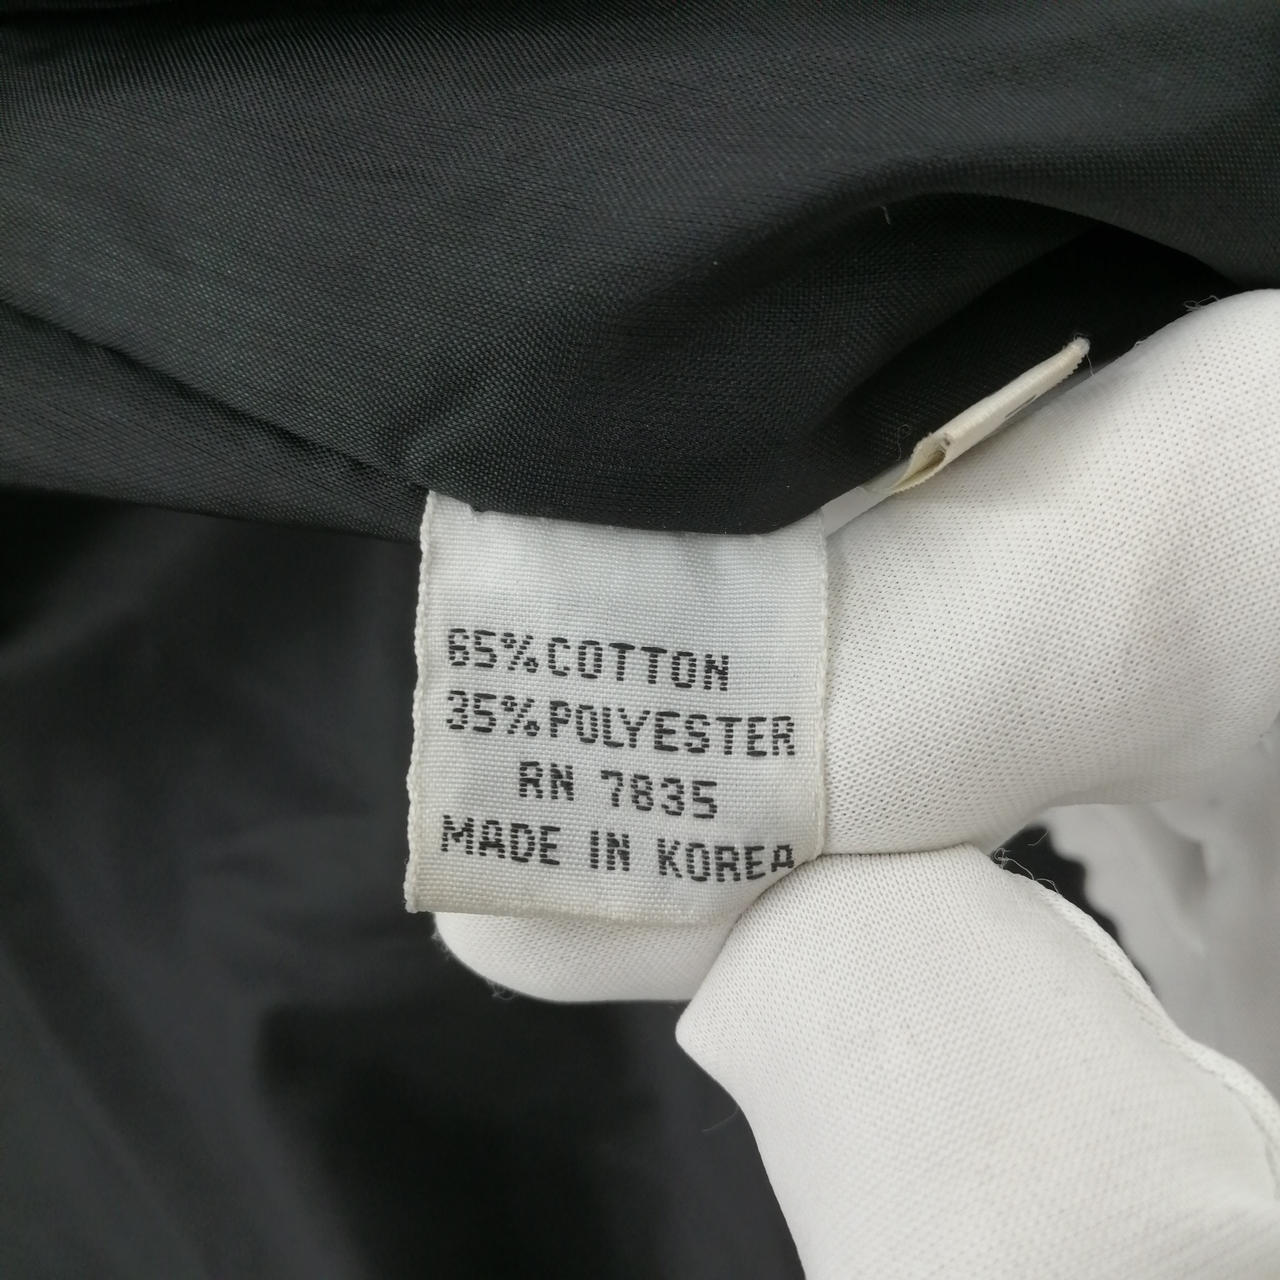 65% COTTON
35% POLYESTER
RN 7835
MADE IN KOREA